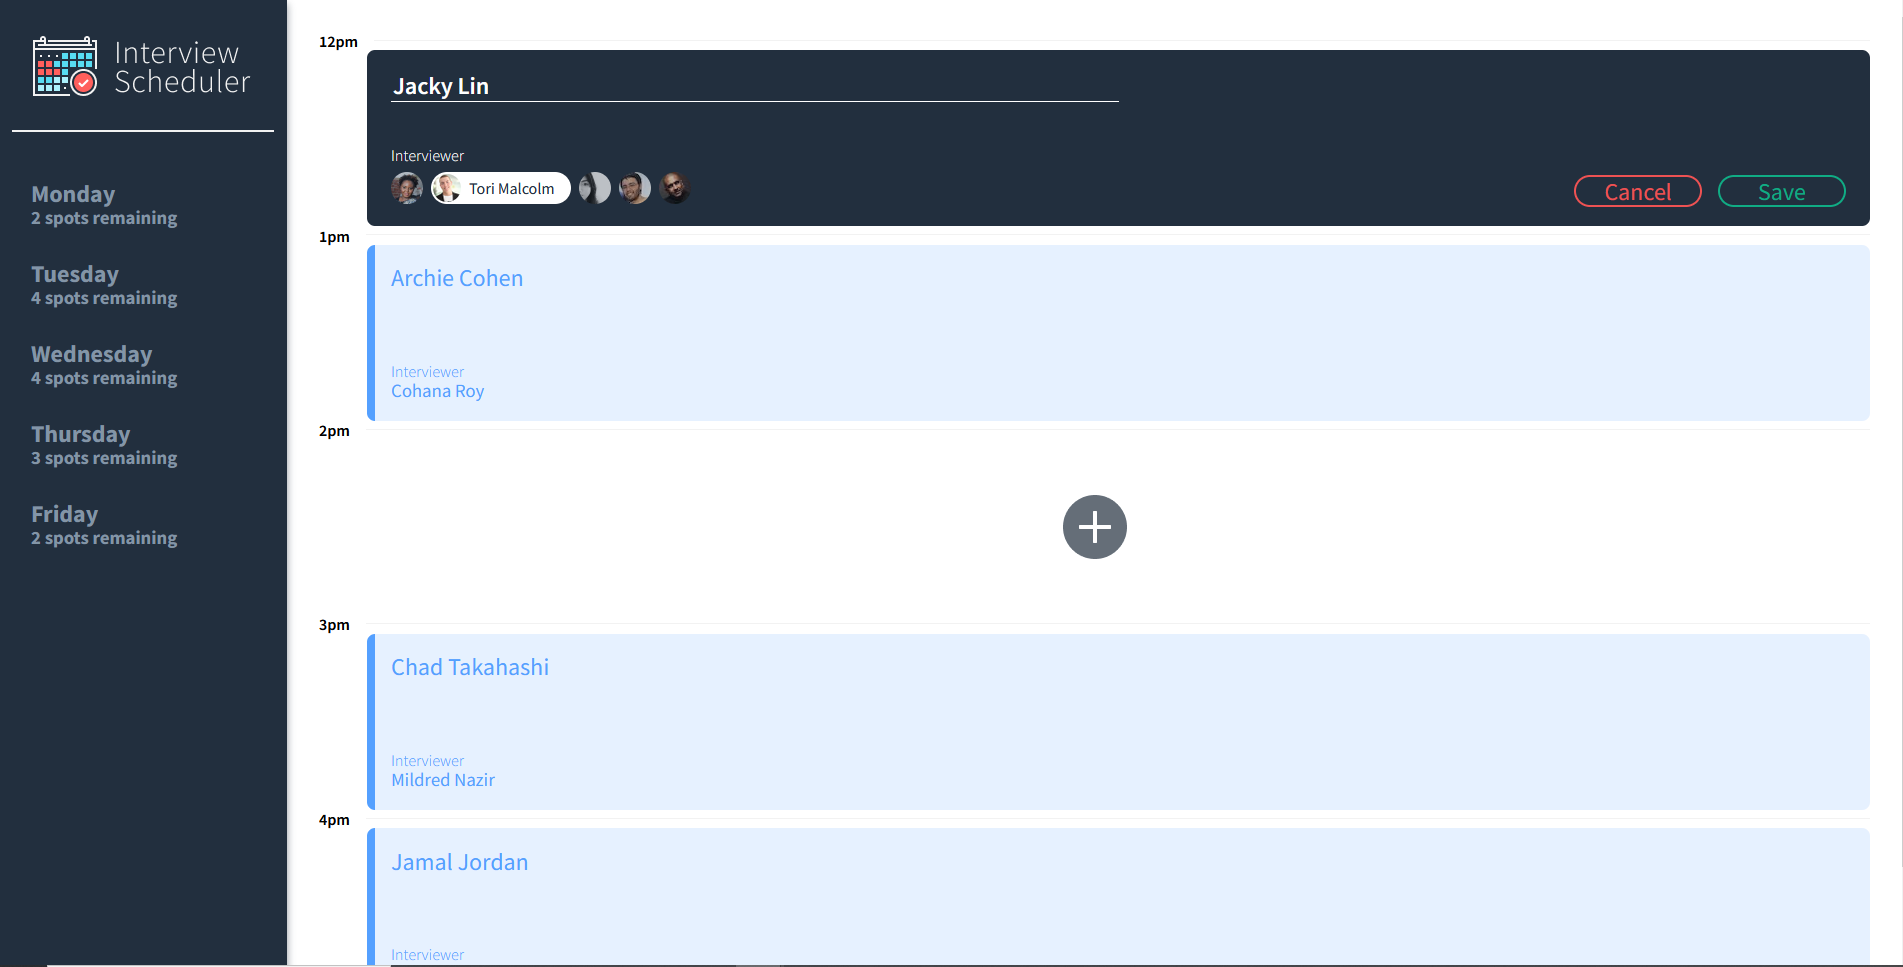 Interview
Scheduler
Monday
2 spots remaining
Tuesday
4 spots remaining
Wednesday
4 spots remaining
Thursday
3 spots remaining
Friday
2 spots remaining
12pm
Jacky Lin
Interviewer
Tori Malcolm
Cancel
Save
1pm
Archie Cohen
Interviewer
Cohana Roy
2pm
3pm
Chad Takahashi
Interviewer
Mildred Nazir
4pm
Jamal Jordan
Interviewer